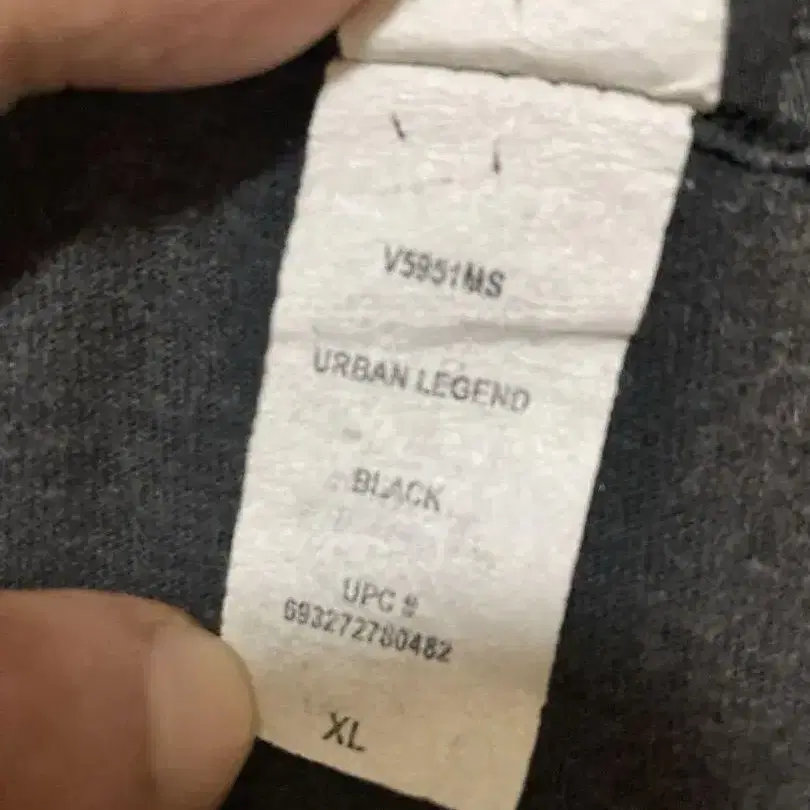 V5951MS
URBAN LEGEND
BLACK
UPC #
693272780482
XL